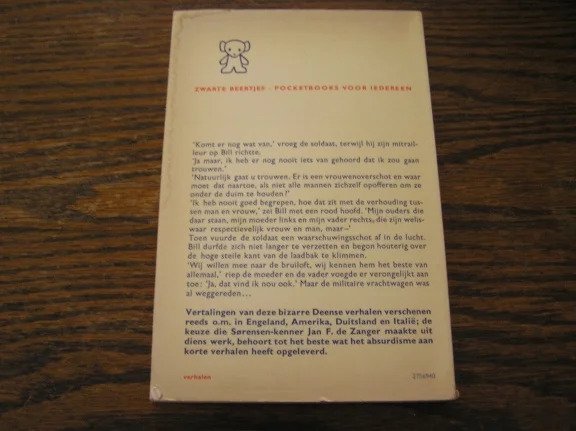 ZWARTE BEERTJES · POCKETBOOKS VOOR IEDEREEN
'Komt er nog wat van,' vroeg de soldaat, terwijl hij zijn mitrail-
leur op Bill richtte.
'Ja maar, ik heb er nog nooit iets van gehoord dat ik zou gaan
trouwen.'
'Natuurlijk gaat u trouwen. Er is een vrouwenoverschot en waar
moet dat naartoe, als niet alle mannen zichzelf opofferen om ze
onder de duim te houden?'
'Ik heb nooit goed begrepen, hoe dat zit met de verhouding tus-
sen man en vrouw,' zei Bill met een rood hoofd. 'Mijn ouders die
daar staan, mijn moeder links en mijn vader rechts, die zijn welis-
waar respectievelijk vrouw en man, maar—'
Toen vuurde de soldaat een waarschuwingsschot af in de lucht.
Bill durfde zich niet langer te verzetten en begon houterig over
de hoge steile kant van de laadbak te klimmen.
'Wij willen mee naar de bruiloft, wij kennen hem het beste van
allemaal,' riep de moeder en de vader voegde er verongelijkt aan
toe: 'Ja, dat vind ik nou ook.' Maar de militaire vrachtwagen was
al weggereden...
Vertalingen van deze bizarre Deense verhalen verschenen
reeds o.m. in Engeland, Amerika, Duitsland en Italië; de
keuze die Sørensen-kenner Jan F. de Zanger maakte uit
diens werk, behoort tot het beste wat het absurdisme aan
korte verhalen heeft opgeleverd.
verhalen